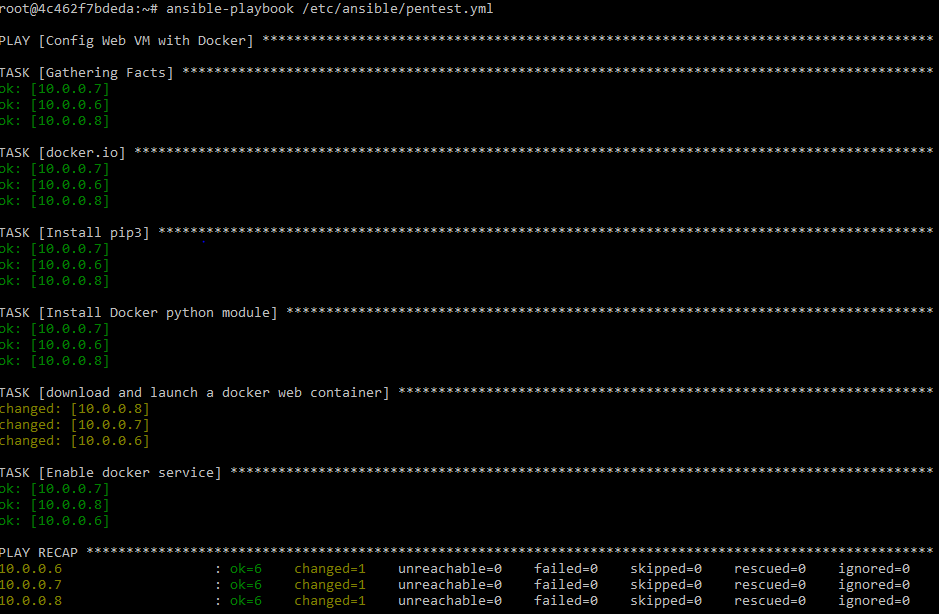 root@4c462f7bdeda:~# ansible-playbook /etc/ansible/pentest.yml
PLAY [Config Web VM with Docker] ************************************************************************************
TASK [Gathering Facts] **********************************************************************************************
ok: [10.0.0.7]
ok: [10.0.0.6]
ok: [10.0.0.8]
TASK [docker.io] ****************************************************************************************************
ok: [10.0.0.7]
ok: [10.0.0.6]
ok: [10.0.0.8]
TASK [Install pip3] *************************************************************************************************
ok: [10.0.0.7]
ok: [10.0.0.6]
ok: [10.0.0.8]
TASK [Install Docker python module] *********************************************************************************
ok: [10.0.0.7]
ok: [10.0.0.6]
ok: [10.0.0.8]
TASK [download and launch a docker web container] *******************************************************************
changed: [10.0.0.8]
changed: [10.0.0.7]
changed: [10.0.0.6]
TASK [Enable docker service] ****************************************************************************************
ok: [10.0.0.7]
ok: [10.0.0.8]
ok: [10.0.0.6]
PLAY RECAP **********************************************************************************************************
10.0.0.6                   : ok=6    changed=1    unreachable=0    failed=0    skipped=0    rescued=0    ignored=0
10.0.0.7                   : ok=6    changed=1    unreachable=0    failed=0    skipped=0    rescued=0    ignored=0
10.0.0.8                   : ok=6    changed=1    unreachable=0    failed=0    skipped=0    rescued=0    ignored=0